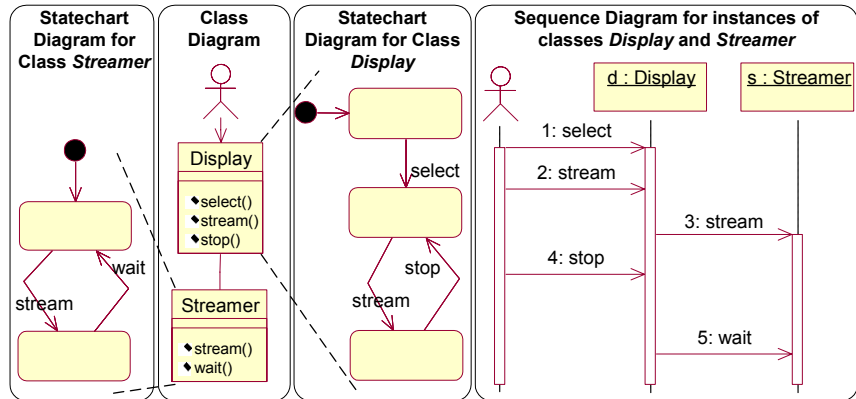 Statechart
Diagram for
Class Streamer
stream
wait
Class
Diagram
Display
select()
stream()
stop()
Streamer
stream()
wait()
Statechart
Diagram for Class
Display
select
stop
stream
Sequence Diagram for instances of
classes Display and Streamer
d : Display
s : Streamer
1: select
2: stream
3: stream
4: stop
5: wait